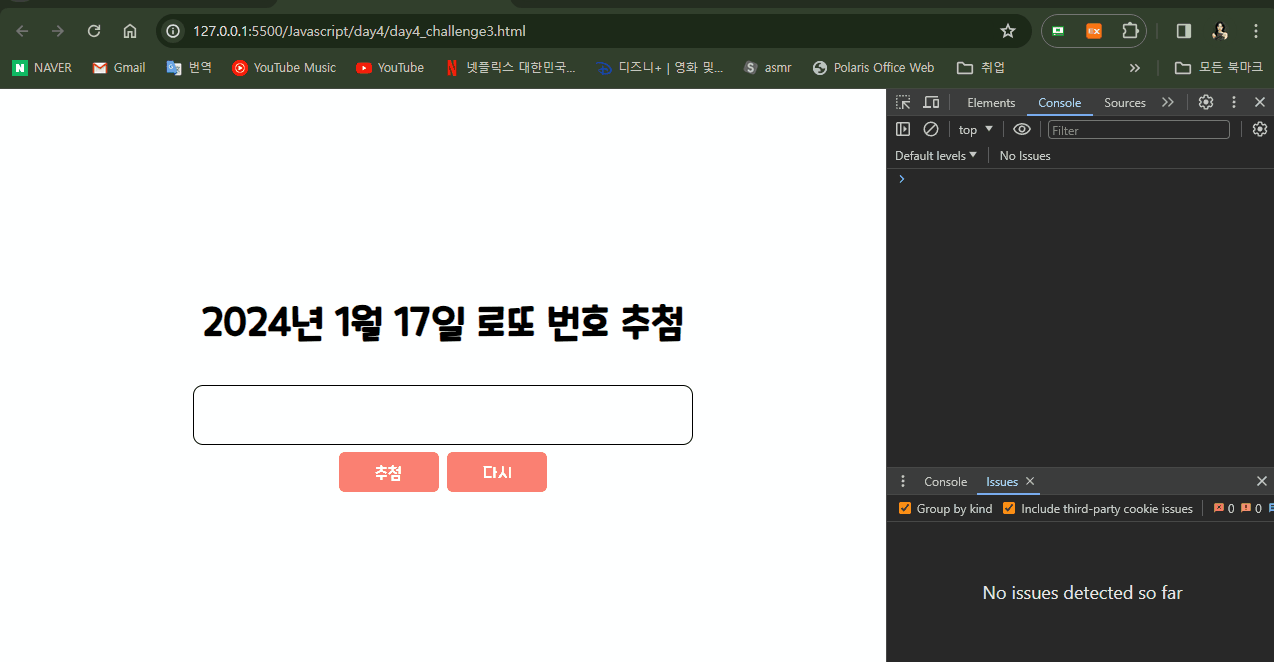 127.0.0.1:5500/Javascript/day4/day4_challenge3.html
NAVER Gmail 번역 YouTube Music YouTube 넷플릭스 대한민국... 디즈니+ | 영화 및... asmr Polaris Office Web 취업 » 모든 북마크
Elements Console Sources
top Filter
Default levels No Issues
2024년 1월 17일 로또 번호 추첨
추첨 다시
Console Issues
Group by kind Include third-party cookie issues 0 0
No issues detected so far